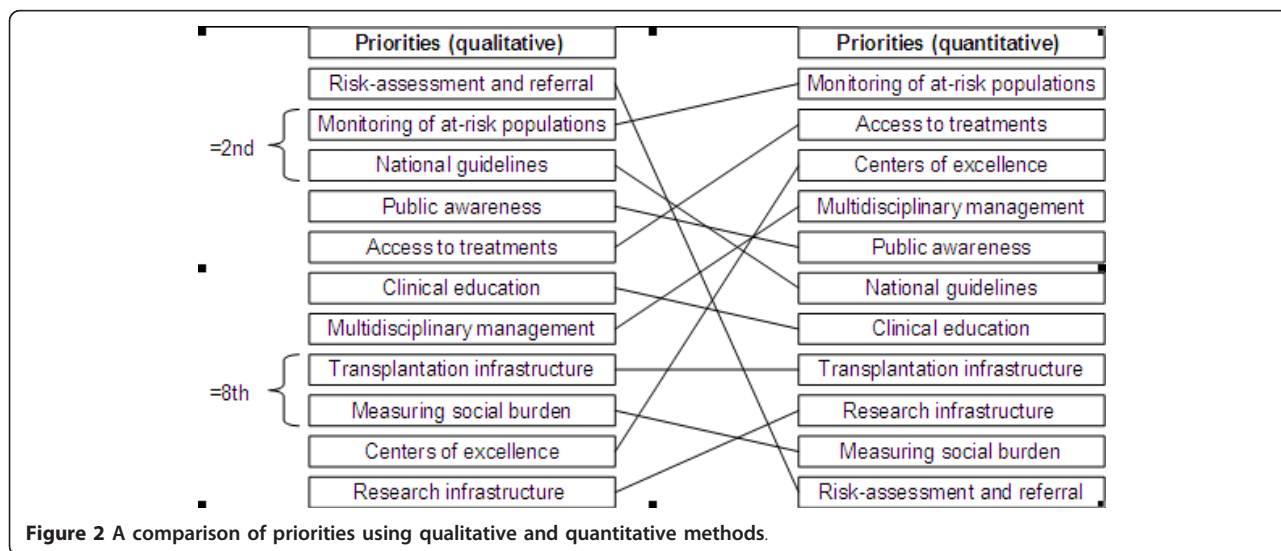 Priorities (qualitative)
Risk-assessment and referral
=2nd
Monitoring of at-risk populations
National guidelines
Public awareness
Access to treatments
Clinical education
Multidisciplinary management
=8th
Transplantation infrastructure
Measuring social burden
Centers of excellence
Research infrastructure
Priorities (quantitative)
Monitoring of at-risk populations
Access to treatments
Centers of excellence
Multidisciplinary management
Public awareness
National guidelines
Clinical education
Transplantation infrastructure
Research infrastructure
Measuring social burden
Risk-assessment and referral
Figure 2 A comparison of priorities using qualitative and quantitative methods.